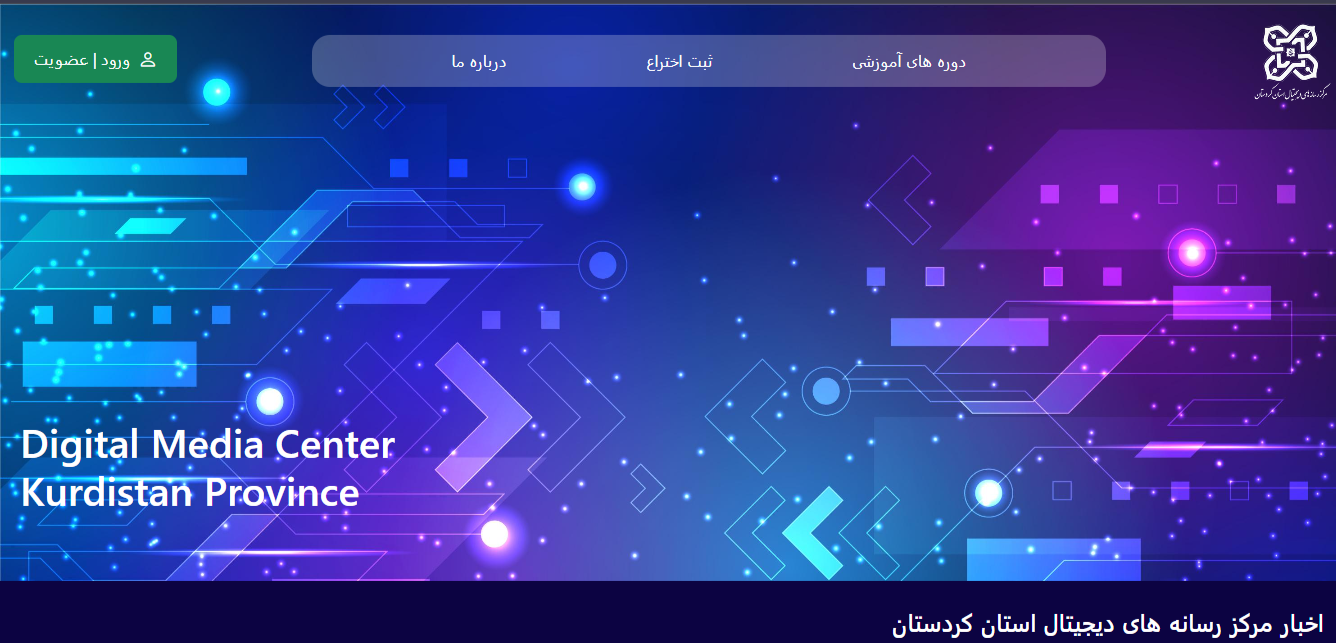 مرکز رسانه‌های دیجیتال استان کردستان
دوره های آموزشی
ثبت اختراع
درباره ما
ورود | عضویت
Digital Media Center
Kurdistan Province
اخبار مرکز رسانه های دیجیتال استان کردستان